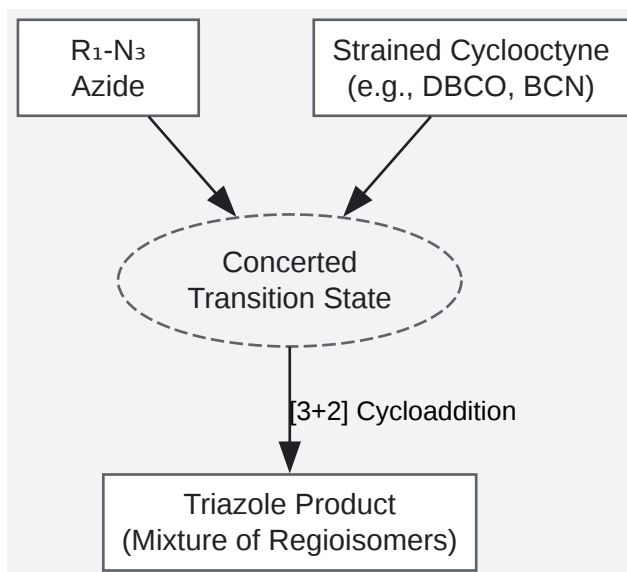 R₁-N₃
Azide
Strained Cyclooctyne
(e.g., DBCO, BCN)
Concerted
Transition State
[3+2] Cycloaddition
Triazole Product
(Mixture of Regioisomers)